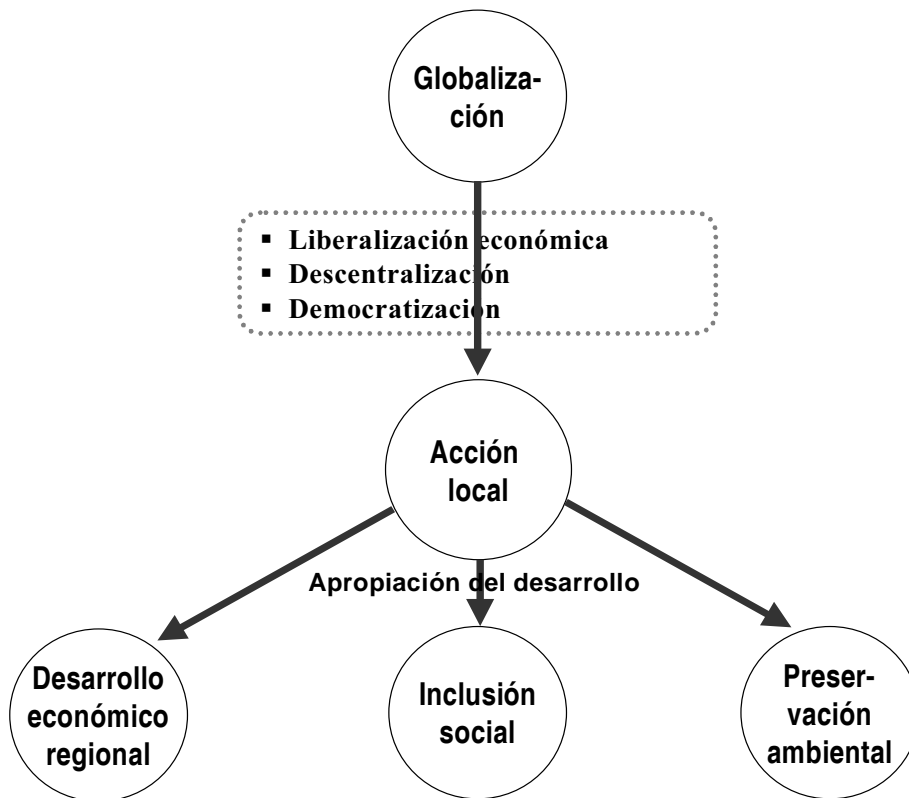 Globaliza-
ción
▪ Liberalización económica
▪ Descentralización
▪ Democratización
Acción
local
Apropiación del desarrollo
Desarrollo
económico
regional
Inclusión
social
Preser-
vación
ambiental